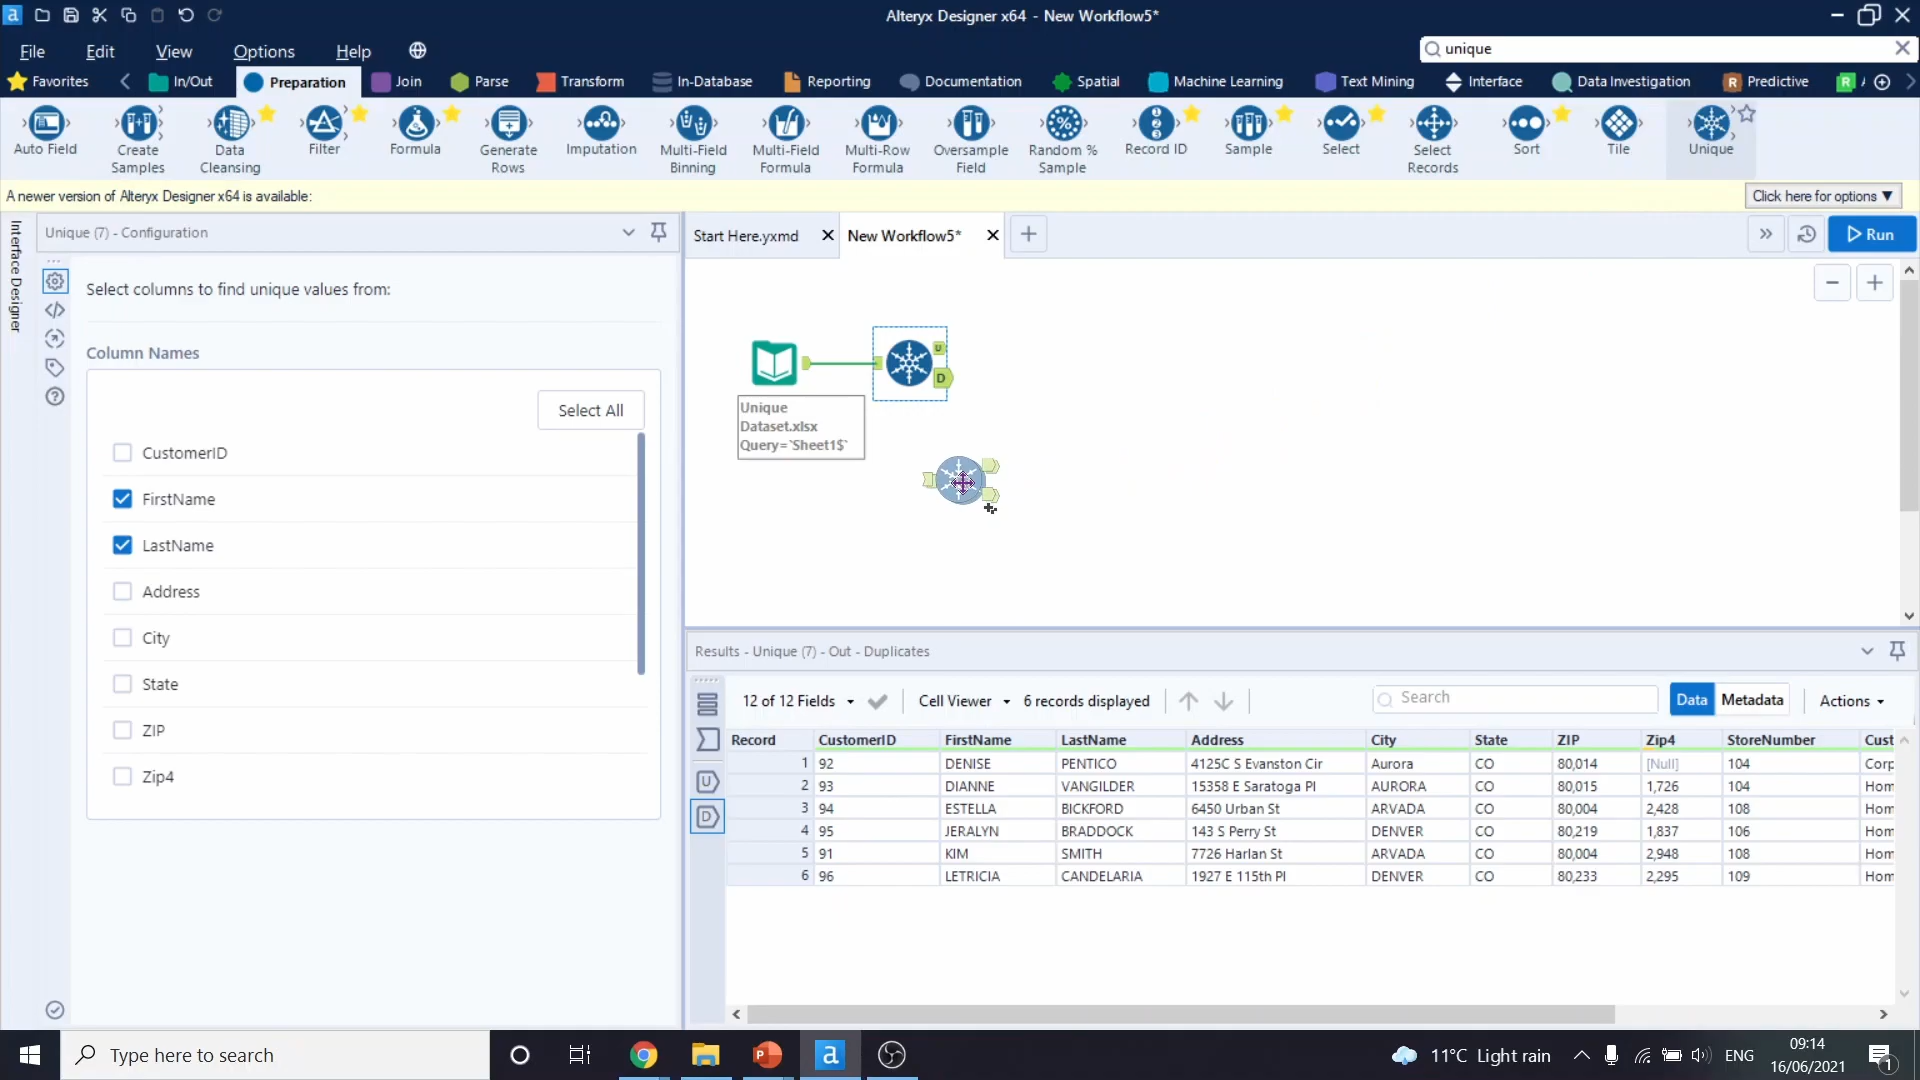 a
Alteryx Designer x64 - New Workflow5*
File Edit View Options Help
unique
Favorites In/Out Preparation Join Parse Transform In-Database Reporting Documentation Spatial Machine Learning Text Mining Interface Data Investigation Predictive
Auto Field
Create
Samples
Data
Cleansing
Filter
Formula
Generate
Rows
Imputation
Multi-Field
Binning
Multi-Field
Formula
Multi-Row
Formula
Oversample
Field
Random %
Sample
Record ID
Sample
Select
Select
Records
Sort
Tile
Unique
A newer version of Alteryx Designer x64 is available:
Click here for options ▼
Interface Designer
Unique (7) - Configuration
Select columns to find unique values from:
Column Names
Select All
CustomerID
FirstName
LastName
Address
City
State
ZIP
Zip4
Start Here.yxmd
New Workflow5*
Run
U
D
Unique
Dataset.xlsx
Query=`Sheet1$`
Results - Unique (7) - Out - Duplicates
12 of 12 Fields Cell Viewer 6 records displayed Search Data Metadata Actions
U
D
Record CustomerID FirstName LastName Address City State ZIP Zip4 StoreNumber Cust
1 92 DENISE PENTICO 4125C S Evanston Cir Aurora CO 80,014 [Null] 104 Corp
2 93 DIANNE VANGILDER 15358 E Saratoga Pl AURORA CO 80,015 1,726 104 Hom
3 94 ESTELLA BICKFORD 6450 Urban St ARVADA CO 80,004 2,428 108 Hom
4 95 JERALYN BRADDOCK 143 S Perry St DENVER CO 80,219 1,837 106 Hom
5 91 KIM SMITH 7726 Harlan St ARVADA CO 80,004 2,948 108 Hom
6 96 LETRICIA CANDELARIA 1927 E 115th Pl DENVER CO 80,233 2,295 109 Hom
Type here to search
a
11°C Light rain
ENG
09:14
16/06/2021
1